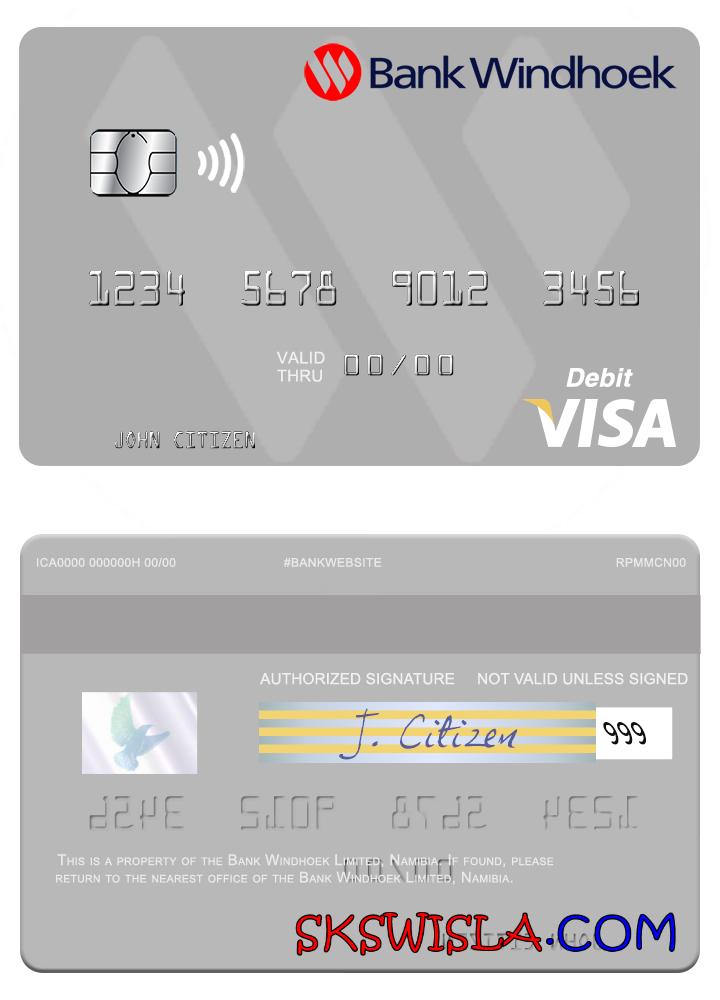 Bank Windhoek
1234 5678 9012 3456
VALID THRU 00/00
Debit
VISA
JOHN CITIZEN
ICA0000 000000H 00/00 #BANKWEBSITE RPMMCN00
AUTHORIZED SIGNATURE NOT VALID UNLESS SIGNED
J. Citizen 999
THIS IS A PROPERTY OF THE BANK WINDHOEK LIMITED, NAMIBIA. IF FOUND, PLEASE
RETURN TO THE NEAREST OFFICE OF THE BANK WINDHOEK LIMITED, NAMIBIA.
SKSWISLA.COM